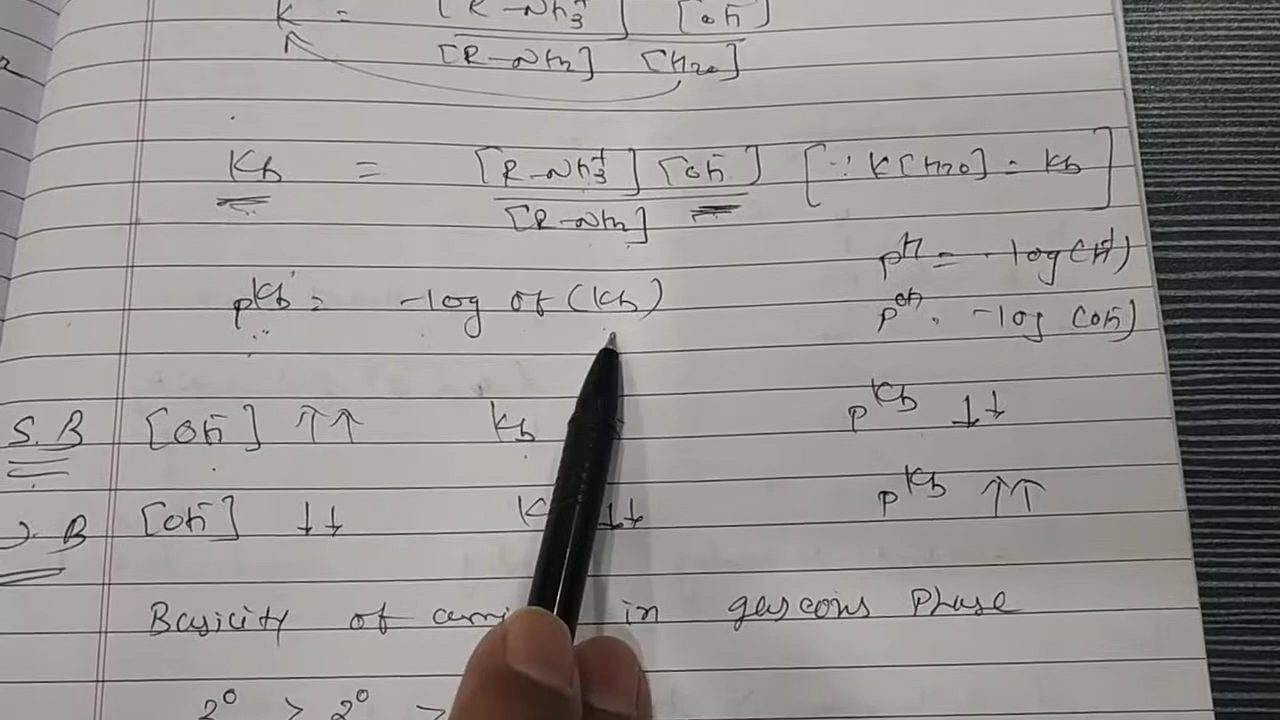 K = [R-NH3+] [OH-]
[R-NH2] [H2O]
Kb = [R-NH3+] [OH-] [∵ K[H2O] = Kb]
[R-NH2]
pH = -log(H+)
pKb = -log of (Kb)
pOH = -log (OH-)
S.B [OH-] ↑↑ Kb pKb ↓↓
B [OH-] ↓↓ K ↓↓ pKb ↑↑
Basicity of in gaseous Phase
> 2° >